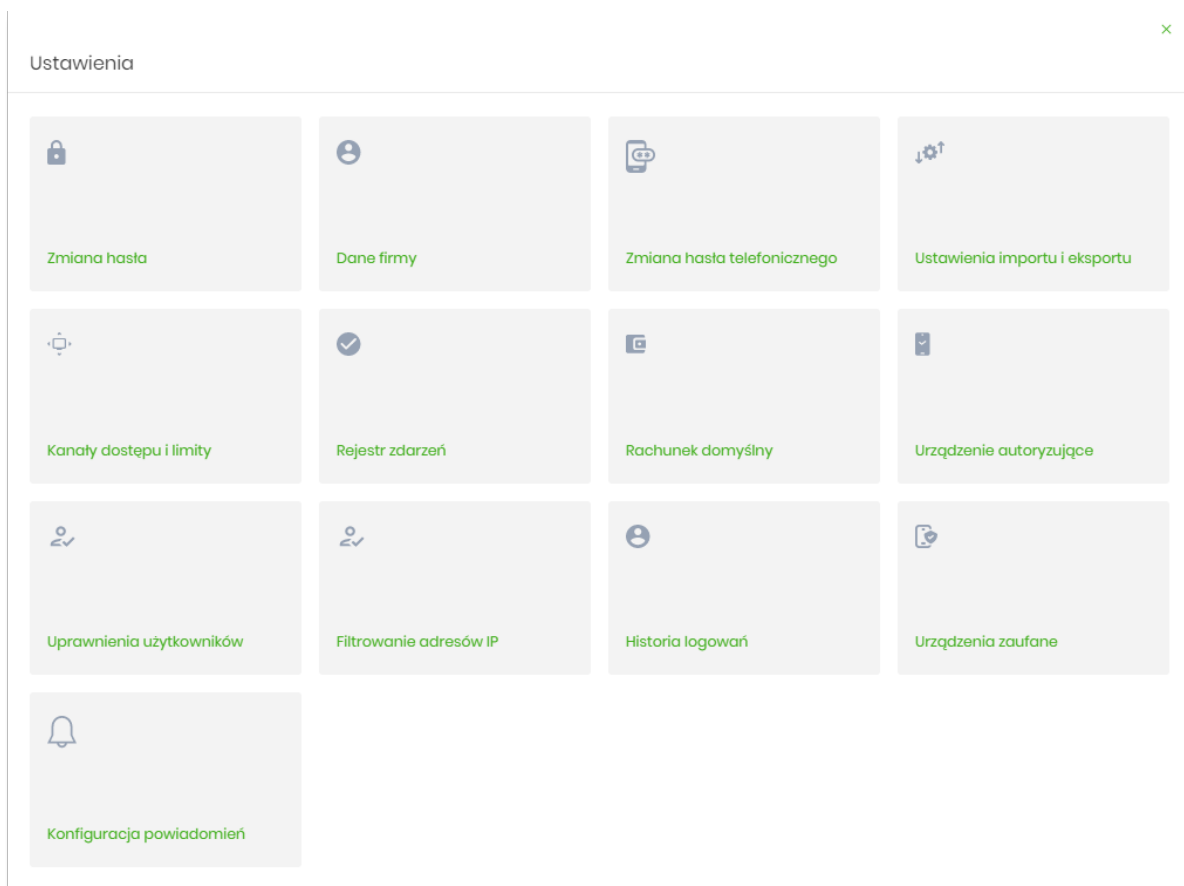 Ustawienia
Zmiana hasła
Dane firmy
Zmiana hasła telefonicznego
Ustawienia importu i eksportu
Kanały dostępu i limity
Rejestr zdarzeń
Rachunek domyślny
Urządzenie autoryzujące
Uprawnienia użytkowników
Filtrowanie adresów IP
Historia logowań
Urządzenia zaufane
Konfiguracja powiadomień